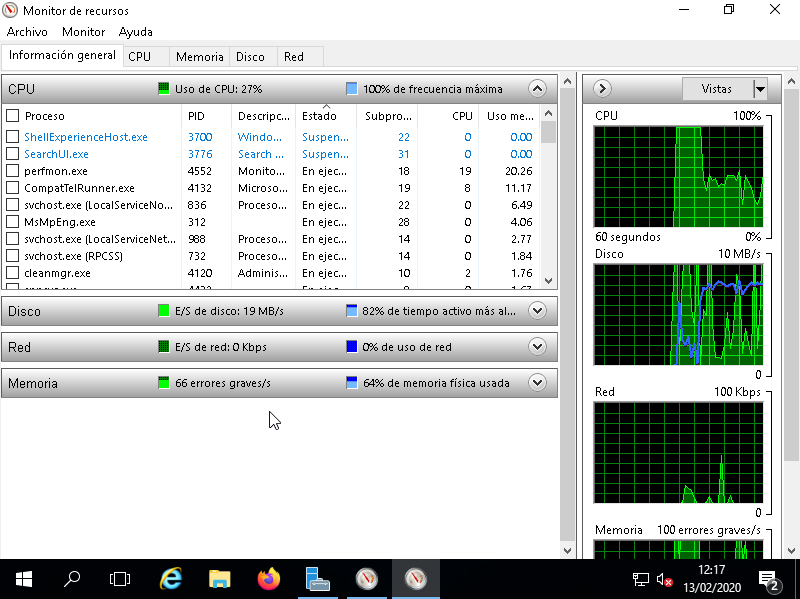 Monitor de recursos
Archivo Monitor Ayuda
Información general CPU Memoria Disco Red
CPU Uso de CPU: 27% 100% de frecuencia máxima
Proceso PID Descripc... Estado Subpro... CPU Uso me...
ShellExperienceHost.exe 3700 Windo... Suspen... 22 0 0.00
SearchUI.exe 3776 Search ... Suspen... 31 0 0.00
perfmon.exe 4552 Monito... En ejec... 18 19 20.26
CompatTelRunner.exe 4132 Microso... En ejec... 19 8 11.17
svchost.exe (LocalServiceNo... 836 Proceso... En ejec... 22 0 6.49
MsMpEng.exe 312 En ejec... 28 0 4.06
svchost.exe (LocalServiceNet... 988 Proceso... En ejec... 14 0 2.77
svchost.exe (RPCSS) 732 Proceso... En ejec... 14 0 1.84
cleanmgr.exe 4120 Adminis... En ejec... 10 2 1.76
Disco E/S de disco: 19 MB/s 82% de tiempo activo más al...
Red E/S de red: 0 Kbps 0% de uso de red
Memoria 66 errores graves/s 64% de memoria física usada
Vistas
CPU 100%
60 segundos 0%
Disco 10 MB/s
0
Red 100 Kbps
0
Memoria 100 errores graves/s
12:17
13/02/2020
2